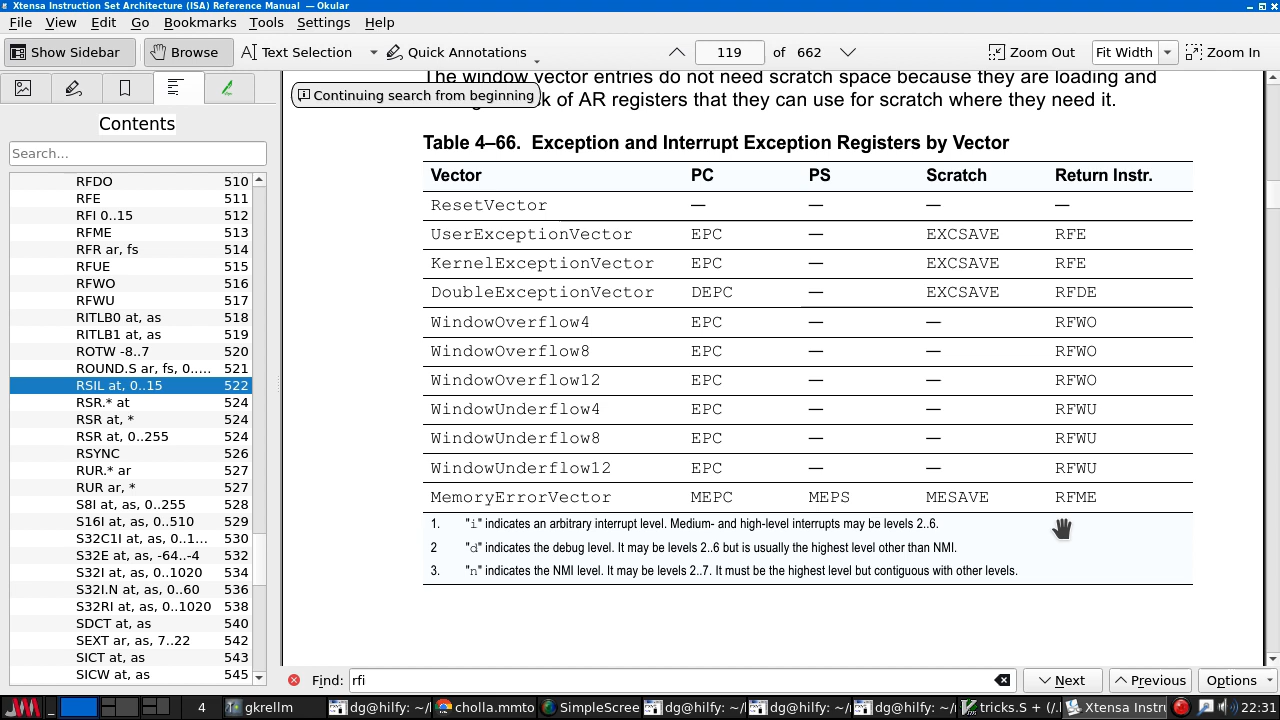 Xtensa Instruction Set Architecture (ISA) Reference Manual — Okular
File View Edit Go Bookmarks Tools Settings Help
Show Sidebar Browse Text Selection Quick Annotations 119 of 662 Zoom Out Fit Width Zoom In
Contents
Search...
RFDO 510
RFE 511
RFI 0..15 512
RFME 513
RFR ar, fs 514
RFUE 515
RFWO 516
RFWU 517
RITLB0 at, as 518
RITLB1 at, as 519
ROTW -8..7 520
ROUND.S ar, fs, 0..... 521
RSIL at, 0..15 522
RSR.* at 524
RSR at, * 524
RSR at, 0..255 524
RSYNC 526
RUR.* ar 527
RUR ar, * 527
S8I at, as, 0..255 528
S16I at, as, 0..510 529
S32C1I at, as, 0...1... 530
S32E at, as, -64..-4 532
S32I at, as, 0..1020 534
S32I.N at, as, 0..60 536
S32RI at, as, 0..1020 538
SDCT at, as 540
SEXT ar, as, 7..22 542
SICT at, as 543
SICW at, as 545
The window vector entries do not need scratch space because they are loading and
Continuing search from beginning
k of AR registers that they can use for scratch where they need it.
Table 4–66. Exception and Interrupt Exception Registers by Vector
Vector PC PS Scratch Return Instr.
ResetVector — — — —
UserExceptionVector EPC — EXCSAVE RFE
KernelExceptionVector EPC — EXCSAVE RFE
DoubleExceptionVector DEPC — EXCSAVE RFDE
WindowOverflow4 EPC — — RFWO
WindowOverflow8 EPC — — RFWO
WindowOverflow12 EPC — — RFWO
WindowUnderflow4 EPC — — RFWU
WindowUnderflow8 EPC — — RFWU
WindowUnderflow12 EPC — — RFWU
MemoryErrorVector MEPC MEPS MESAVE RFME
1. "i" indicates an arbitrary interrupt level. Medium- and high-level interrupts may be levels 2..6.
2 "d" indicates the debug level. It may be levels 2..6 but is usually the highest level other than NMI.
3. "n" indicates the NMI level. It may be levels 2..7. It must be the highest level but contiguous with other levels.
Find: rfi Next Previous Options
4 gkrellm dg@hilfy: ~/ cholla.mmto SimpleScree dg@hilfy: ~/ dg@hilfy: ~/ dg@hilfy: ~/ tricks.S + (/. Xtensa Instr 22:31